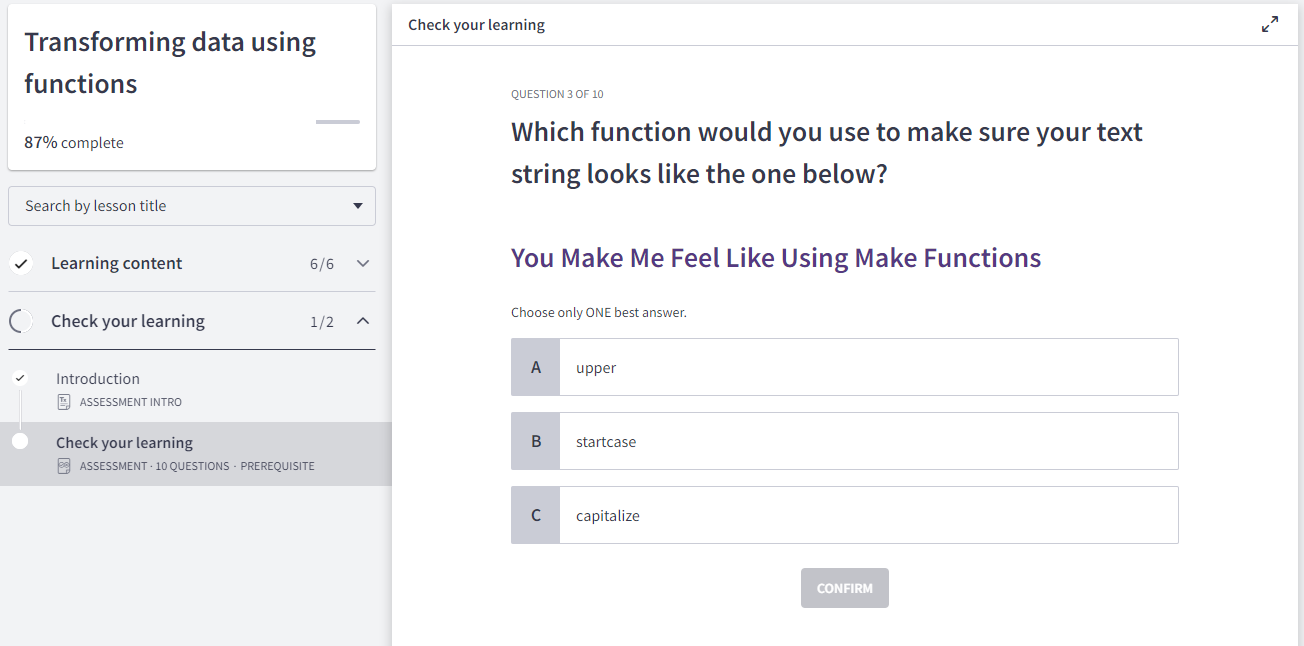 Transforming data using
functions
87% complete
Search by lesson title
Learning content 6/6
Check your learning 1/2
Introduction
ASSESSMENT INTRO
Check your learning
ASSESSMENT · 10 QUESTIONS · PREREQUISITE
Check your learning
QUESTION 3 OF 10
Which function would you use to make sure your text
string looks like the one below?
You Make Me Feel Like Using Make Functions
Choose only ONE best answer.
A upper
B startcase
C capitalize
CONFIRM